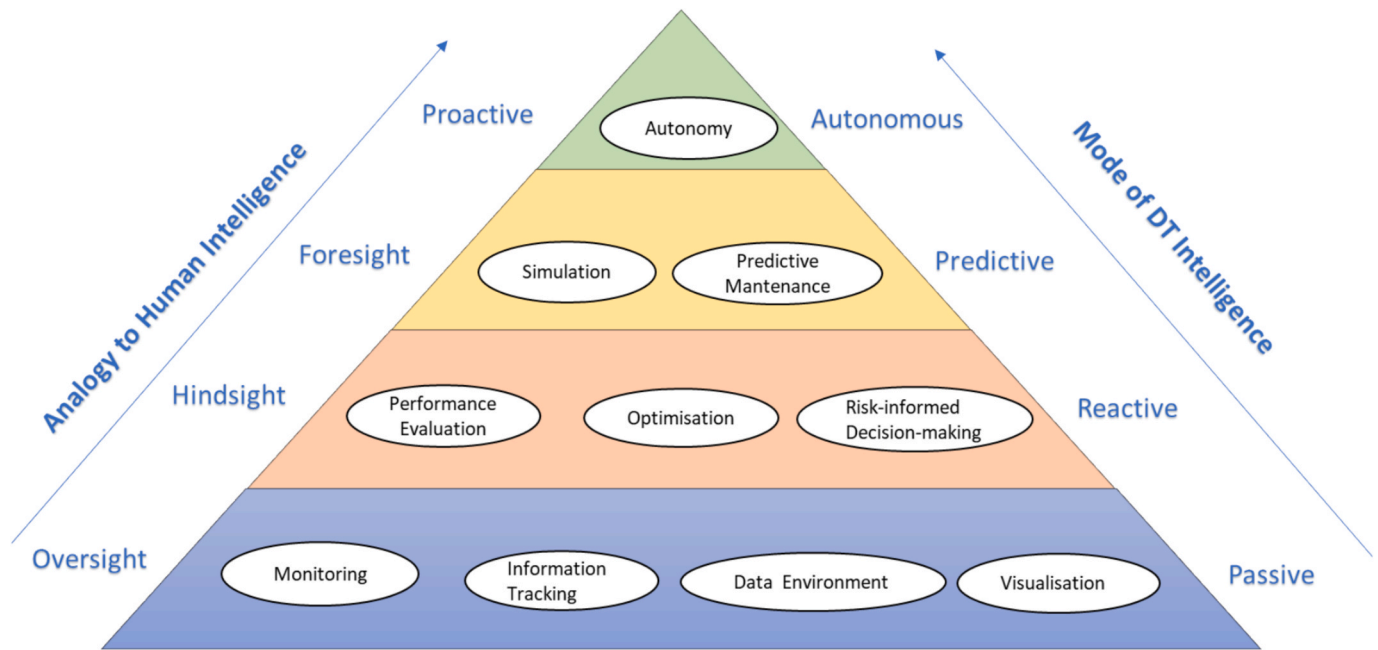 Proactive
Autonomy
Autonomous
Analogy to Human Intelligence
Mode of DT Intelligence
Foresight
Simulation
Predictive
Mantenance
Predictive
Hindsight
Performance
Evaluation
Optimisation
Risk-informed
Decision-making
Reactive
Oversight
Monitoring
Information
Tracking
Data Environment
Visualisation
Passive